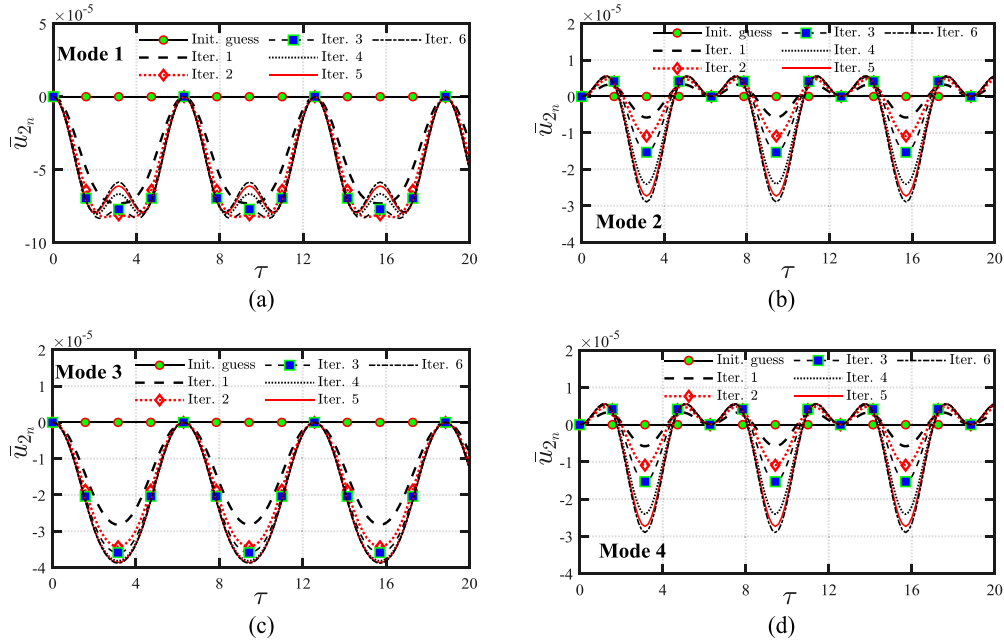 ×10⁻⁵
5
0
-5
-10
ū₂ₙ
Mode 1
Init. guess
Iter. 1
Iter. 2
Iter. 3
Iter. 4
Iter. 5
Iter. 6
0 4 8 12 16 20
τ
(a)
×10⁻⁵
2
1
0
-1
-2
-3
-4
ū₂ₙ
Init. guess
Iter. 1
Iter. 2
Iter. 3
Iter. 4
Iter. 5
Iter. 6
Mode 2
0 4 8 12 16 20
τ
(b)
×10⁻⁵
2
1
0
-1
-2
-3
-4
ū₂ₙ
Mode 3
Init. guess
Iter. 1
Iter. 2
Iter. 3
Iter. 4
Iter. 5
Iter. 6
0 4 8 12 16 20
τ
(c)
×10⁻⁵
2
1
0
-1
-2
-3
-4
ū₂ₙ
Init. guess
Iter. 1
Iter. 2
Iter. 3
Iter. 4
Iter. 5
Iter. 6
Mode 4
0 4 8 12 16 20
τ
(d)